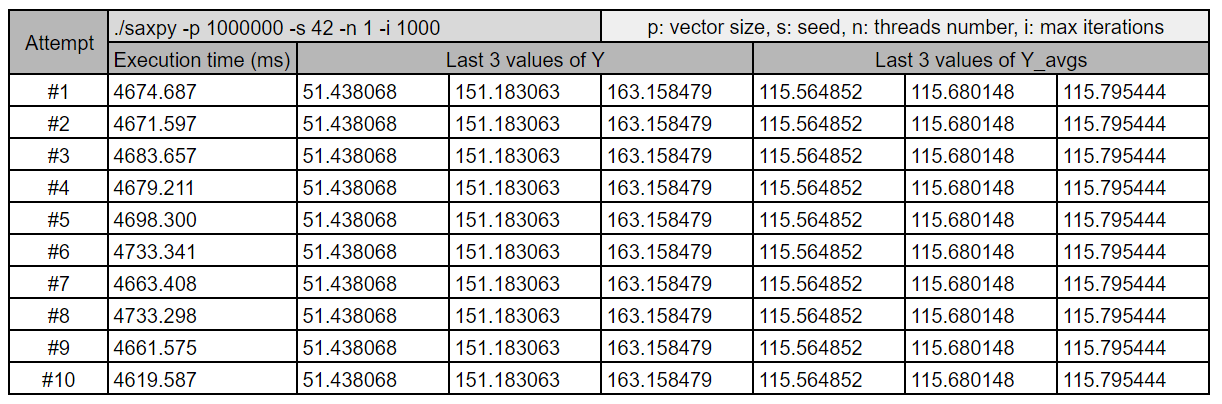 Attempt ./saxpy -p 1000000 -s 42 -n 1 -i 1000 p: vector size, s: seed, n: threads number, i: max iterations
Execution time (ms) Last 3 values of Y Last 3 values of Y_avgs
#1 4674.687 51.438068 151.183063 163.158479 115.564852 115.680148 115.795444
#2 4671.597 51.438068 151.183063 163.158479 115.564852 115.680148 115.795444
#3 4683.657 51.438068 151.183063 163.158479 115.564852 115.680148 115.795444
#4 4679.211 51.438068 151.183063 163.158479 115.564852 115.680148 115.795444
#5 4698.300 51.438068 151.183063 163.158479 115.564852 115.680148 115.795444
#6 4733.341 51.438068 151.183063 163.158479 115.564852 115.680148 115.795444
#7 4663.408 51.438068 151.183063 163.158479 115.564852 115.680148 115.795444
#8 4733.298 51.438068 151.183063 163.158479 115.564852 115.680148 115.795444
#9 4661.575 51.438068 151.183063 163.158479 115.564852 115.680148 115.795444
#10 4619.587 51.438068 151.183063 163.158479 115.564852 115.680148 115.795444